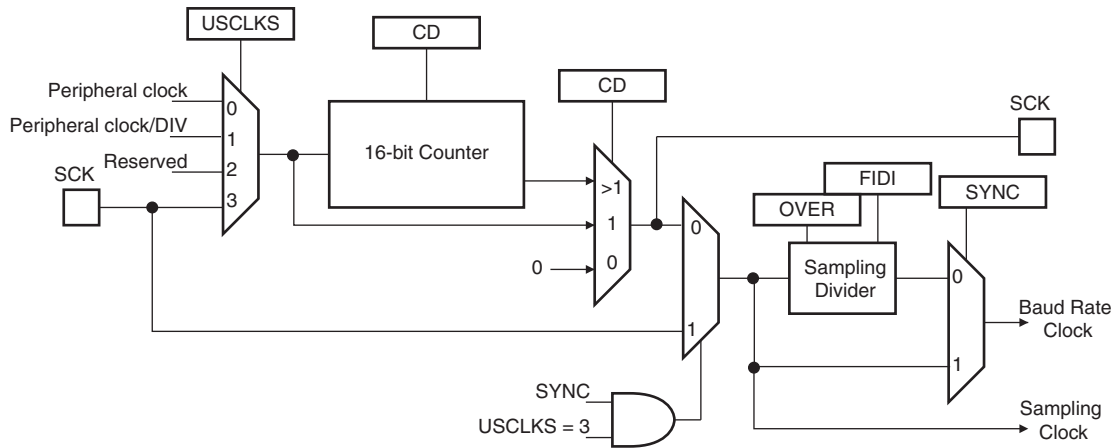 USCLKS
CD
CD
Peripheral clock
0
Peripheral clock/DIV
1
Reserved
2
SCK
3
16-bit Counter
>1
1
0
0
SCK
FIDI
OVER
SYNC
0
1
Sampling
Divider
0
1
Baud Rate
Clock
SYNC
USCLKS = 3
Sampling
Clock